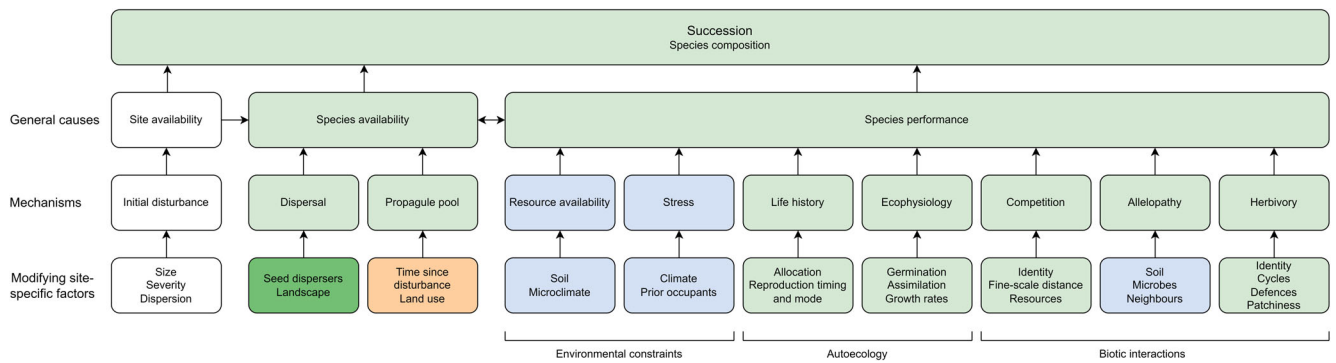 Succession
Species composition
General causes
Site availability
Species availability
Species performance
Mechanisms
Initial disturbance
Dispersal
Propagule pool
Resource availability
Stress
Life history
Ecophysiology
Competition
Allelopathy
Herbivory
Modifying site-
specific factors
Size
Severity
Dispersion
Seed dispersers
Landscape
Time since
disturbance
Land use
Soil
Microclimate
Climate
Prior occupants
Allocation
Reproduction timing
and mode
Germination
Assimilation
Growth rates
Identity
Fine-scale distance
Resources
Soil
Microbes
Neighbours
Identity
Cycles
Defences
Patchiness
Environmental constraints
Autoecology
Biotic interactions